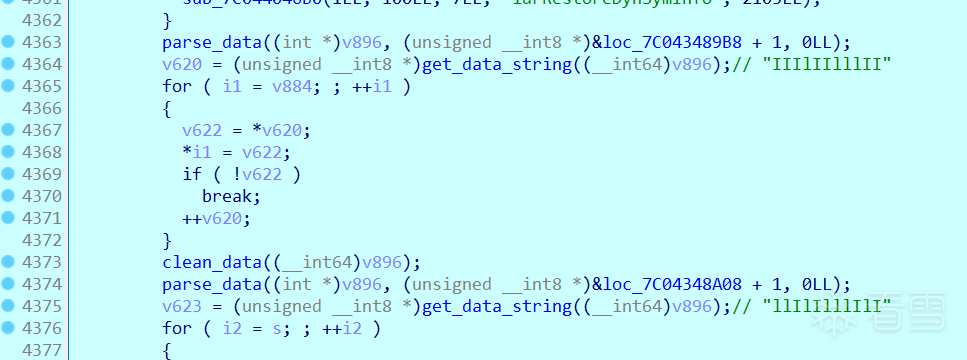 4362 }
4363 parse_data((int *)v896, (unsigned __int8 *)&loc_7C043489B8 + 1, 0LL);
4364 v620 = (unsigned __int8 *)get_data_string((__int64)v896);// "IIIlIIlllII"
4365 for ( i1 = v884; ; ++i1 )
4366 {
4367 v622 = *v620;
4368 *i1 = v622;
4369 if ( !v622 )
4370 break;
4371 ++v620;
4372 }
4373 clean_data((__int64)v896);
4374 parse_data((int *)v896, (unsigned __int8 *)&loc_7C04348A08 + 1, 0LL);
4375 v623 = (unsigned __int8 *)get_data_string((__int64)v896);// "llIlIlllIlI"
4376 for ( i2 = s; ; ++i2 )
4377 {
看雪